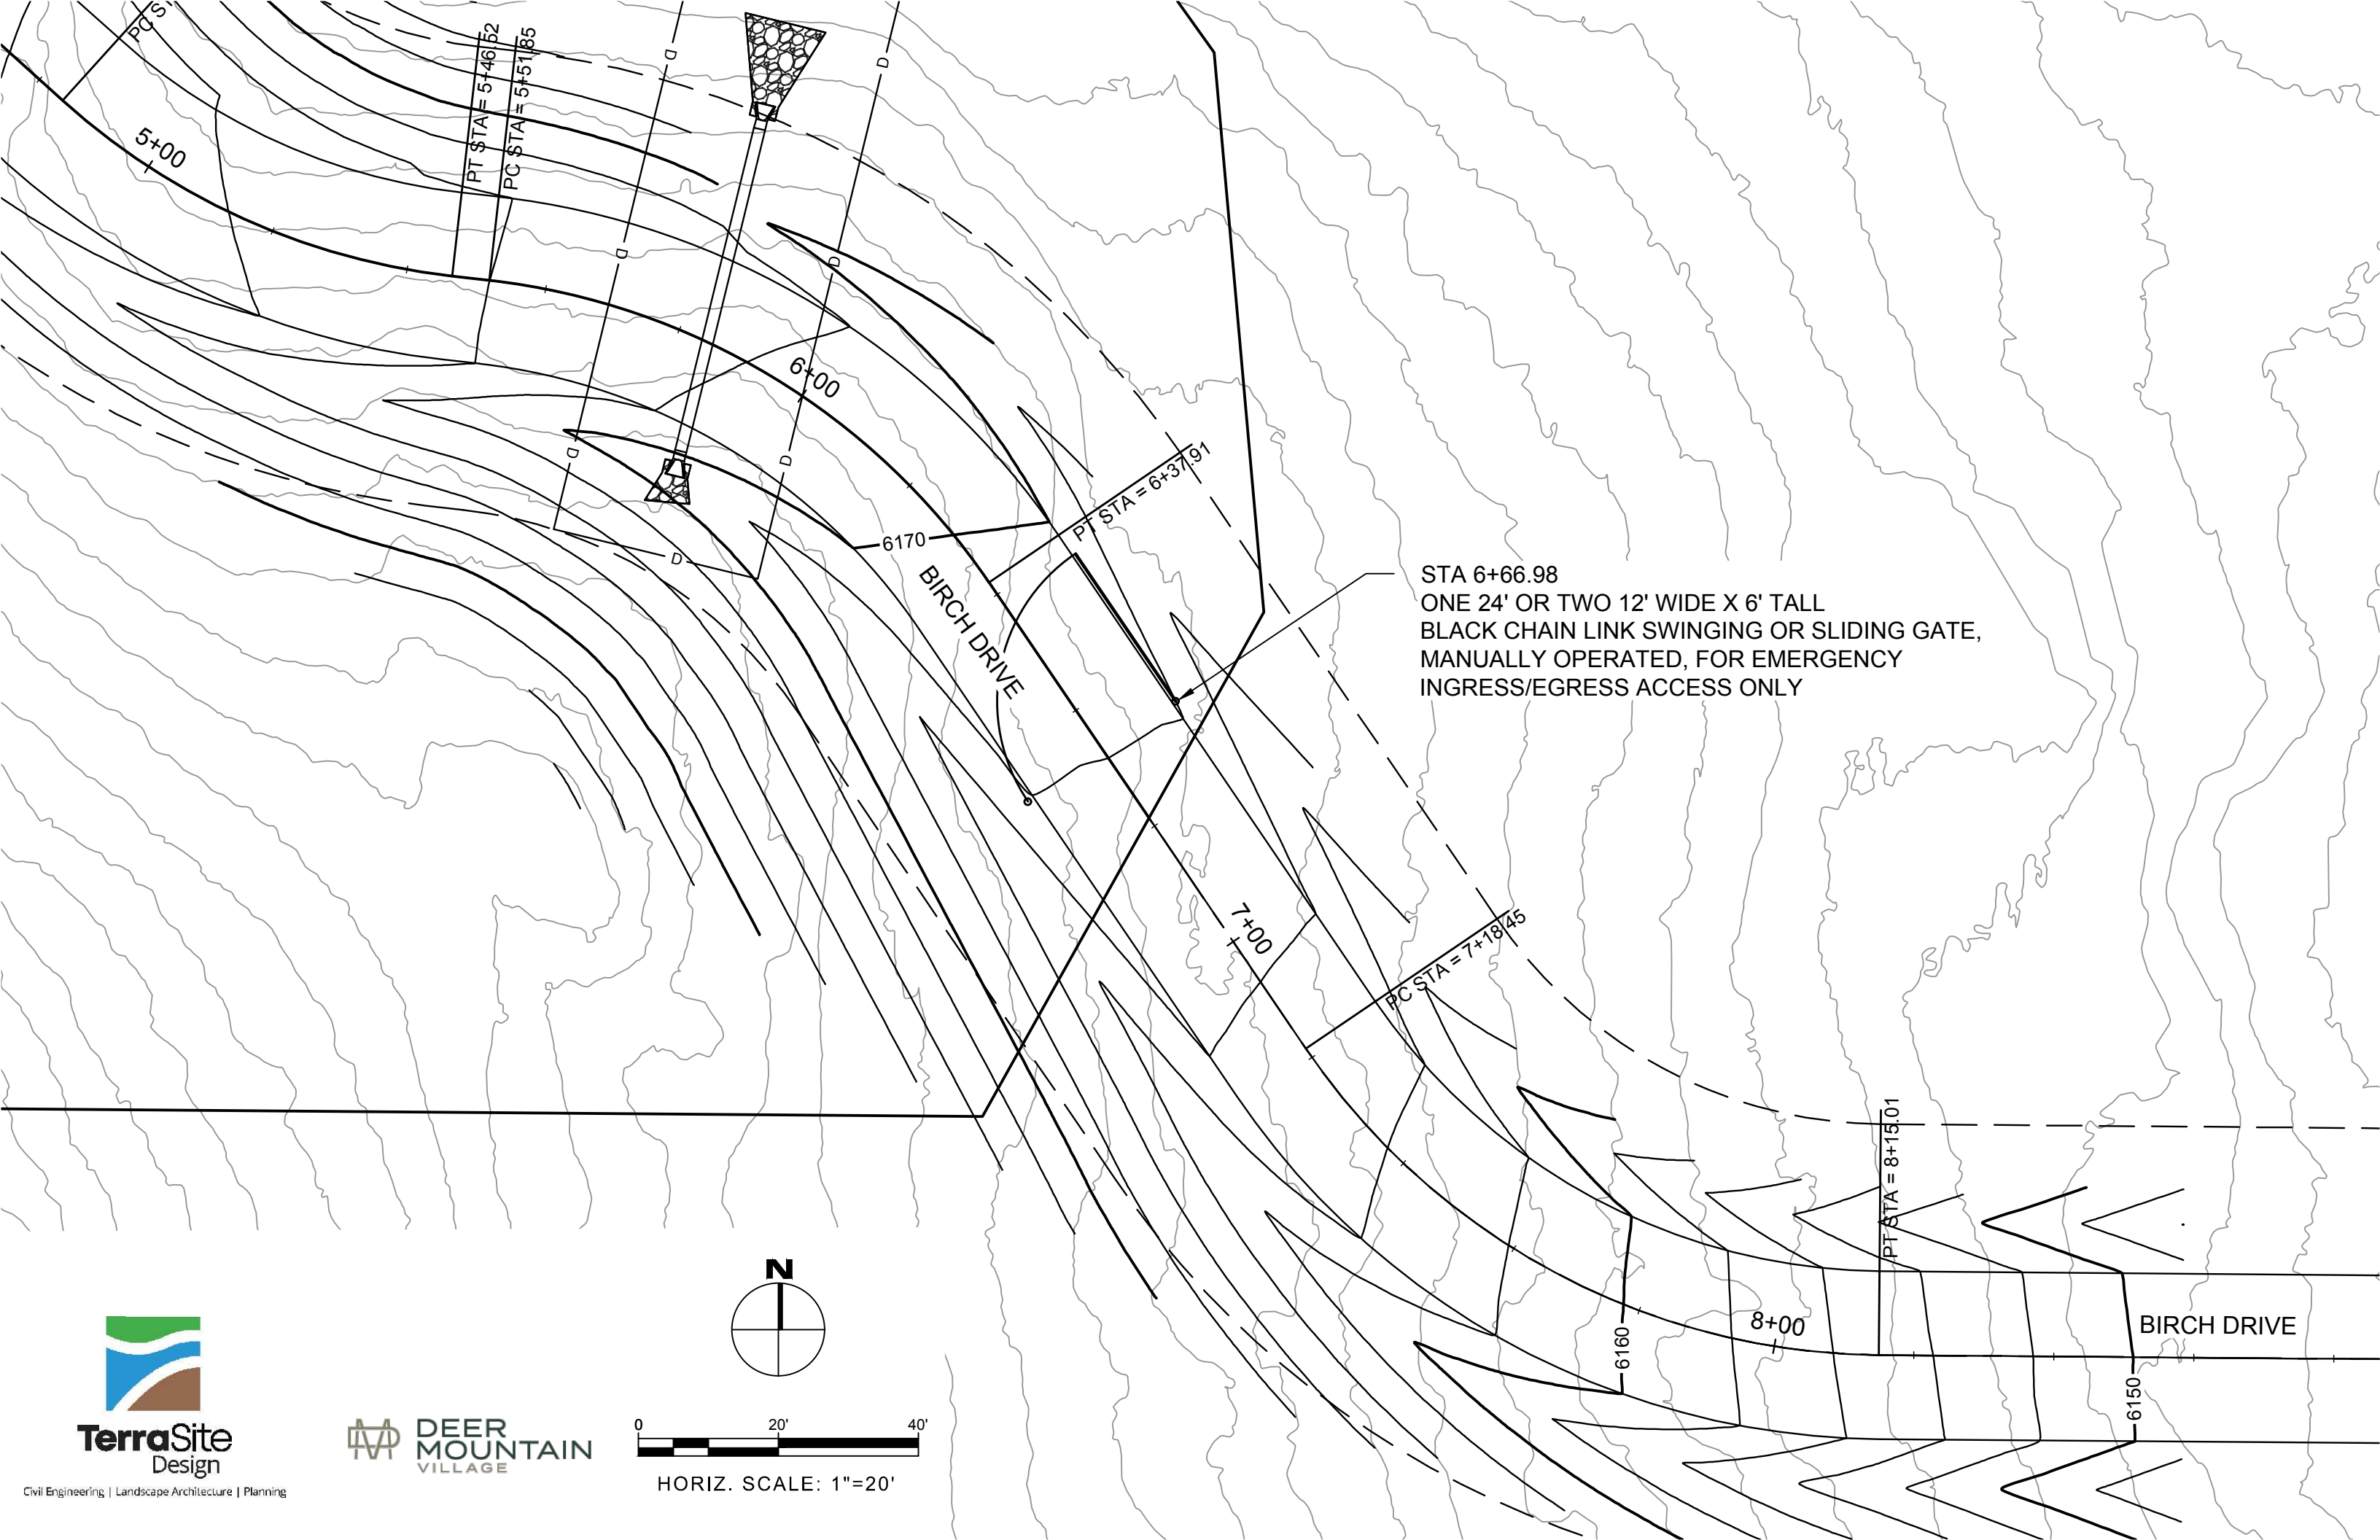 PC S
PT STA = 5+46.52
PC STA = 5+51.85
D
D
5+00
D
D
6+00
D
D
PT STA = 6+37.91
6170
D
BIRCH DRIVE
STA 6+66.98
ONE 24' OR TWO 12' WIDE X 6' TALL
BLACK CHAIN LINK SWINGING OR SLIDING GATE,
MANUALLY OPERATED, FOR EMERGENCY
INGRESS/EGRESS ACCESS ONLY
7+00
PC STA = 7+18.45
PT STA = 8+15.01
8+00
BIRCH DRIVE
6160
6150
N
TerraSite
Design
Civil Engineering | Landscape Architecture | Planning
DEER
MOUNTAIN
VILLAGE
0 20' 40'
HORIZ. SCALE: 1"=20'